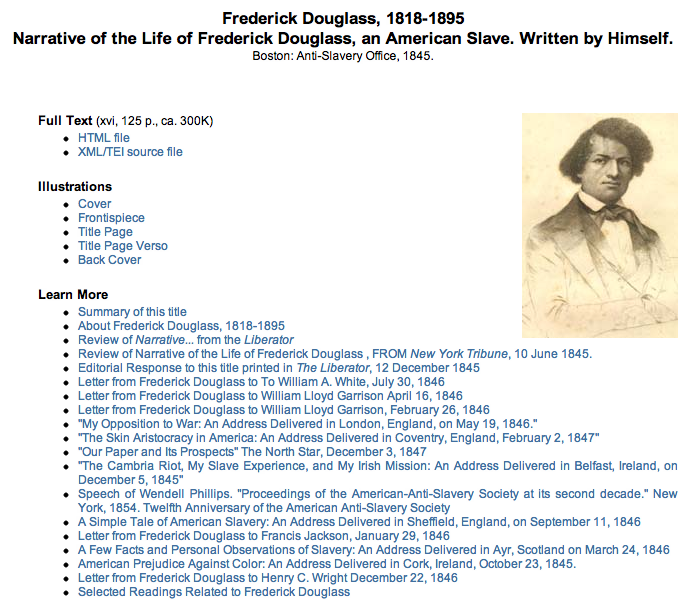 Frederick Douglass, 1818-1895
Narrative of the Life of Frederick Douglass, an American Slave. Written by Himself.
Boston: Anti-Slavery Office, 1845.
Full Text (xvi, 125 p., ca. 300K)
HTML file
XML/TEI source file
Illustrations
Cover
Frontispiece
Title Page
Title Page Verso
Back Cover
Learn More
Summary of this title
About Frederick Douglass, 1818-1895
Review of Narrative... from the Liberator
Review of Narrative of the Life of Frederick Douglass , FROM New York Tribune, 10 June 1845.
Editorial Response to this title printed in The Liberator, 12 December 1845
Letter from Frederick Douglass to To William A. White, July 30, 1846
Letter from Frederick Douglass to William Lloyd Garrison April 16, 1846
Letter from Frederick Douglass to William Lloyd Garrison, February 26, 1846
"My Opposition to War: An Address Delivered in London, England, on May 19, 1846."
"The Skin Aristocracy in America: An Address Delivered in Coventry, England, February 2, 1847"
"Our Paper and Its Prospects" The North Star, December 3, 1847
"The Cambria Riot, My Slave Experience, and My Irish Mission: An Address Delivered in Belfast, Ireland, on
December 5, 1845"
Speech of Wendell Phillips. "Proceedings of the American-Anti-Slavery Society at its second decade." New
York, 1854. Twelfth Anniversary of the American Anti-Slavery Society
A Simple Tale of American Slavery: An Address Delivered in Sheffield, England, on September 11, 1846
Letter from Frederick Douglass to Francis Jackson, January 29, 1846
A Few Facts and Personal Observations of Slavery: An Address Delivered in Ayr, Scotland on March 24, 1846
American Prejudice Against Color: An Address Delivered in Cork, Ireland, October 23, 1845.
Letter from Frederick Douglass to Henry C. Wright December 22, 1846
Selected Readings Related to Frederick Douglass